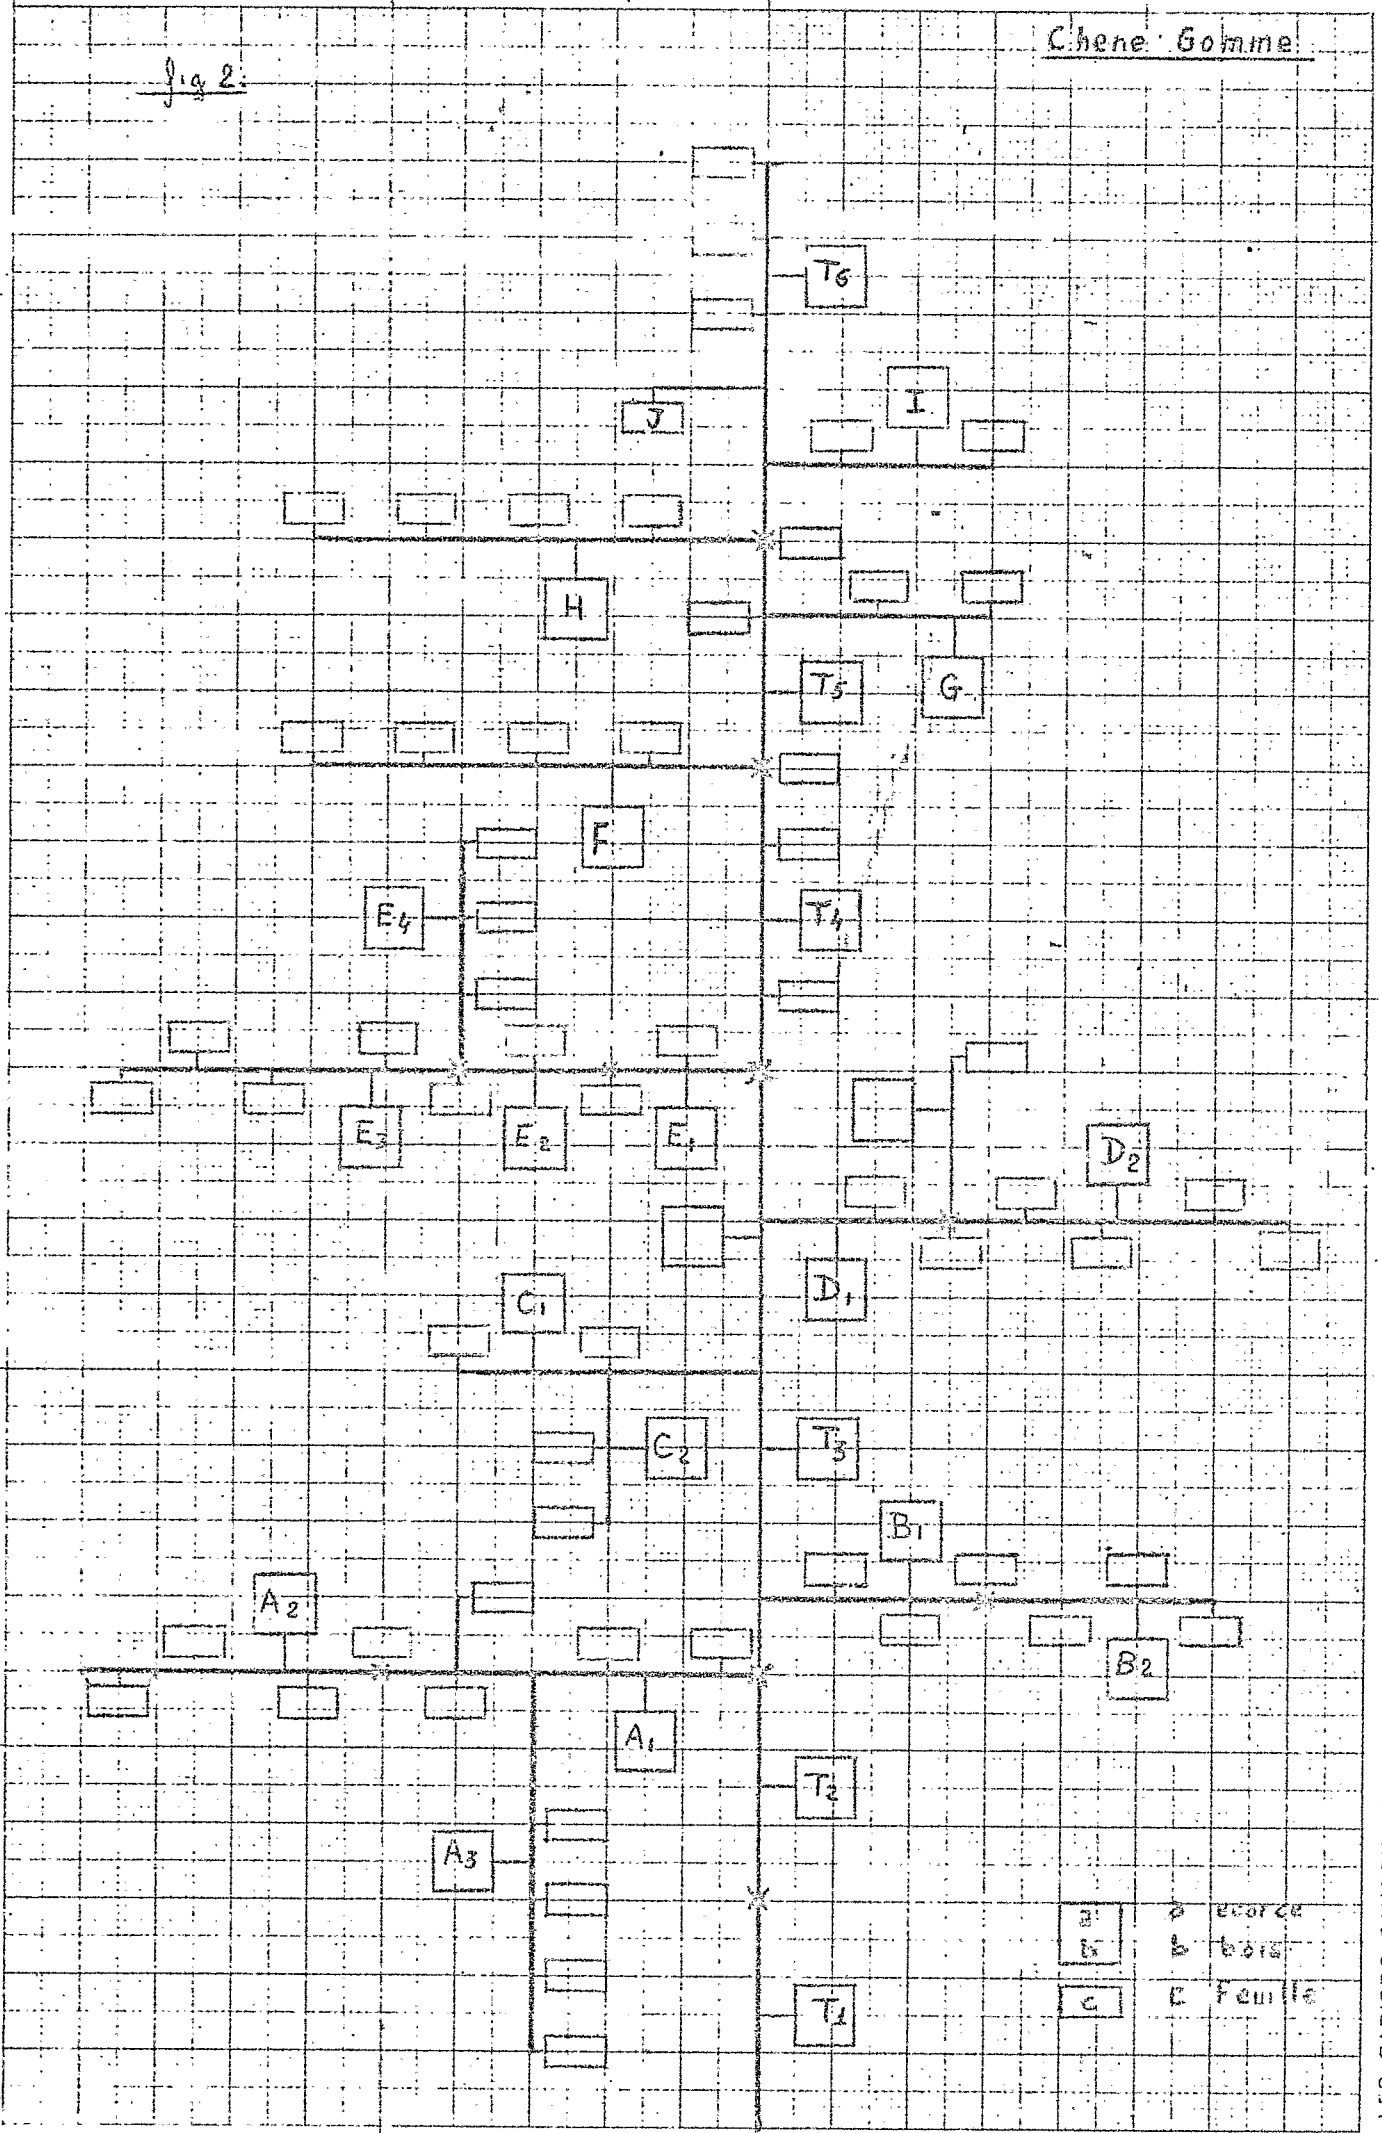 Chene Gomme
fig 2.
T6
I
J
H
T5 G
F
E4 T4
E3 E2 E1
D2
C1 D1
C2 T3
B1
A2
B2
A1
T2
A3
a a ecorce
b b bois
c c Feuille
T1